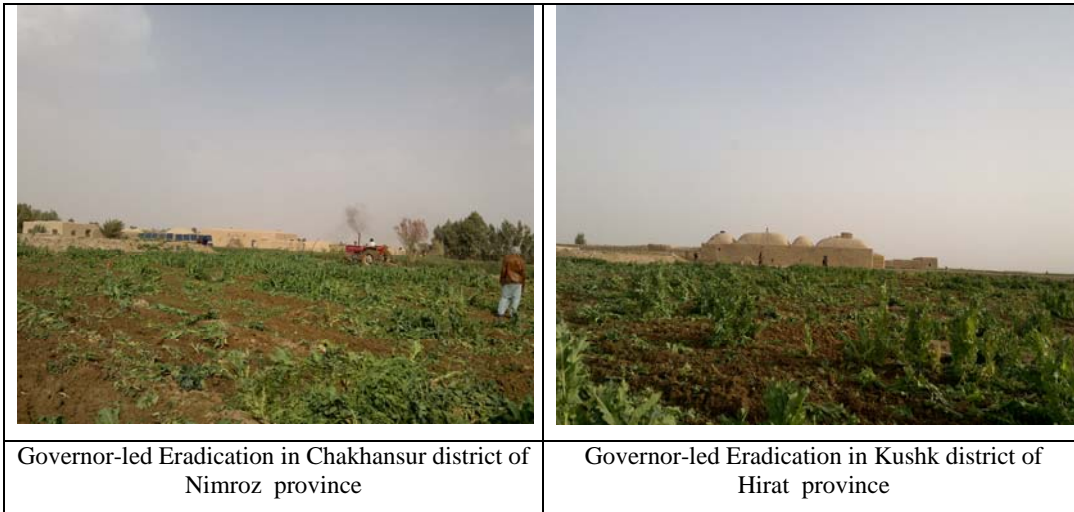 Governor-led Eradication in Chakhansur district of
Nimroz province
Governor-led Eradication in Kushk district of
Hirat province